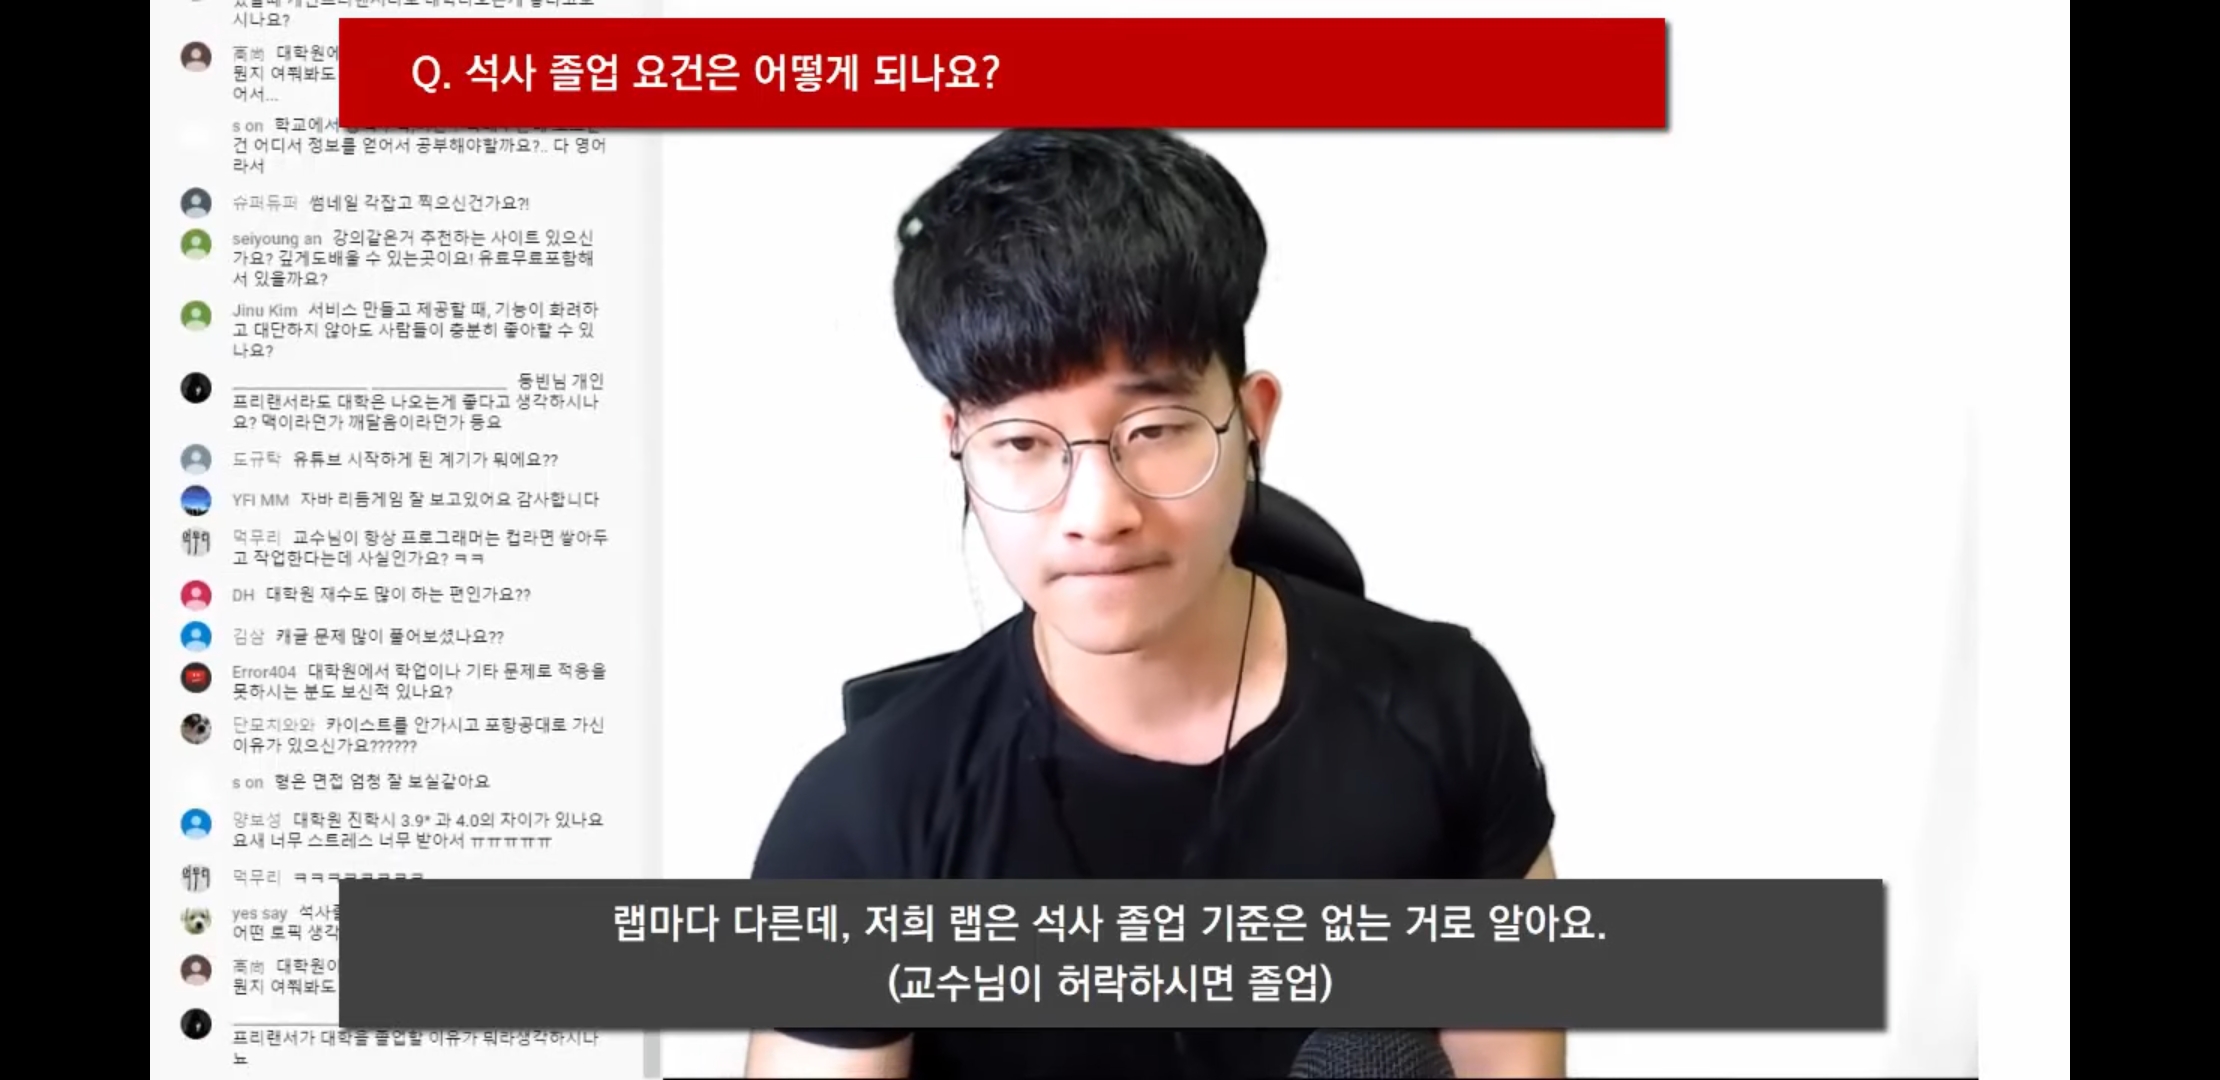 시나요?
Q. 석사 졸업 요건은 어떻게 되나요?
高尚 대학원에
뭔지 여쭤봐도
어서...
s on 학교에서
건 어디서 정보를 얻어서 공부해야할까요?.. 다 영어
라서
슈퍼듀퍼 썸네일 각잡고 찍으신건가요?!
seiyoung an 강의같은거 추천하는 사이트 있으신
가요? 깊게도배울 수 있는곳이요! 유료무료포함해
서 있을까요?
Jinu Kim 서비스 만들고 제공할 때, 기능이 화려하
고 대단하지 않아도 사람들이 충분히 좋아할 수 있
나요?
동빈님 개인
프리랜서라도 대학은 나오는게 좋다고 생각하시나
요? 맥이라던가 깨달음이라던가 등요
도규탁 유튜브 시작하게 된 계기가 뭐에요??
YFI MM 자바 리듬게임 잘 보고있어요 감사합니다
먹무리 교수님이 항상 프로그래머는 컵라면 쌓아두
고 작업한다는데 사실인가요? ㅋㅋ
DH 대학원 재수도 많이 하는 편인가요??
김삼 캐글 문제 많이 풀어보셨나요??
Error404 대학원에서 학업이나 기타 문제로 적응을
못하시는 분도 보신적 있나요?
단모치와와 카이스트를 안가시고 포항공대로 가신
이유가 있으신가요??????
s on 형은 면접 엄청 잘 보실같아요
양보성 대학원 진학시 3.9* 과 4.0의 차이가 있나요
요새 너무 스트레스 너무 받아서 ㅠㅠㅠㅠㅠ
먹무리 ㅋㅋㅋㅋㅋㅋㅋㅋ
yes say 석사졸
어떤 토픽 생각
高尚 대학원이
뭔지 여쭤봐도
프리랜서가 대학을 졸업할 이유가 뭐라생각하시나
뇨
랩마다 다른데, 저희 랩은 석사 졸업 기준은 없는 거로 알아요.
(교수님이 허락하시면 졸업)